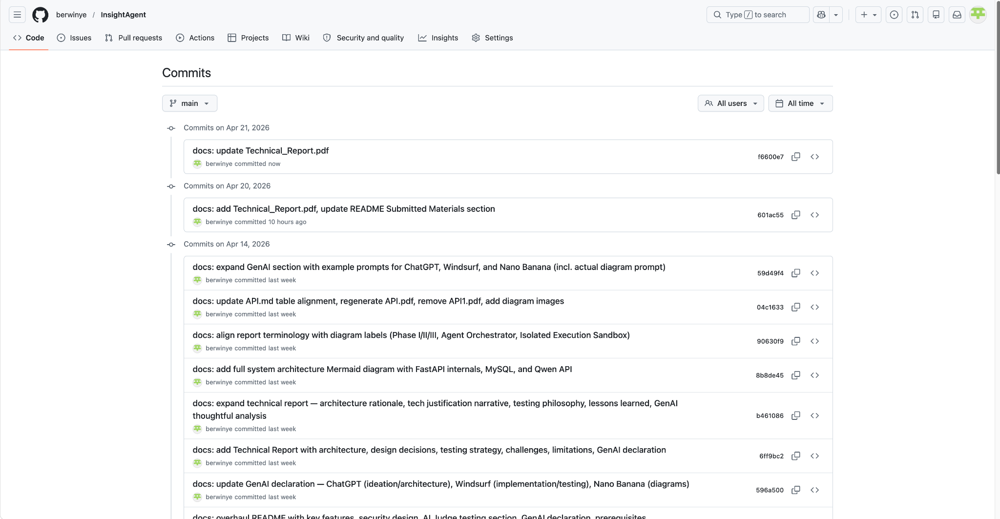 berwinye / InsightAgent
Type / to search
Code
Issues
Pull requests
Actions
Projects
Wiki
Security and quality
Insights
Settings
Commits
main
All users
All time
Commits on Apr 21, 2026
docs: update Technical_Report.pdf
berwinye committed now
f6600e7
Commits on Apr 20, 2026
docs: add Technical_Report.pdf, update README Submitted Materials section
berwinye committed 10 hours ago
601ac55
Commits on Apr 14, 2026
docs: expand GenAI section with example prompts for ChatGPT, Windsurf, and Nano Banana (incl. actual diagram prompt)
berwinye committed last week
59d49f4
docs: update API.md table alignment, regenerate API.pdf, remove API1.pdf, add diagram images
berwinye committed last week
04c1633
docs: align report terminology with diagram labels (Phase I/II/III, Agent Orchestrator, Isolated Execution Sandbox)
berwinye committed last week
90630f9
docs: add full system architecture Mermaid diagram with FastAPI internals, MySQL, and Qwen API
berwinye committed last week
8b8de45
docs: expand technical report — architecture rationale, tech justification narrative, testing philosophy, lessons learned, GenAI
thoughtful analysis
berwinye committed last week
b461086
docs: add Technical Report with architecture, design decisions, testing strategy, challenges, limitations, GenAI declaration
berwinye committed last week
6ff9bc2
docs: update GenAI declaration — ChatGPT (ideation/architecture), Windsurf (implementation/testing), Nano Banana (diagrams)
berwinye committed last week
596a500
docs: overhaul README with key features, security design, AI Judge testing section, GenAI declaration, prerequisites